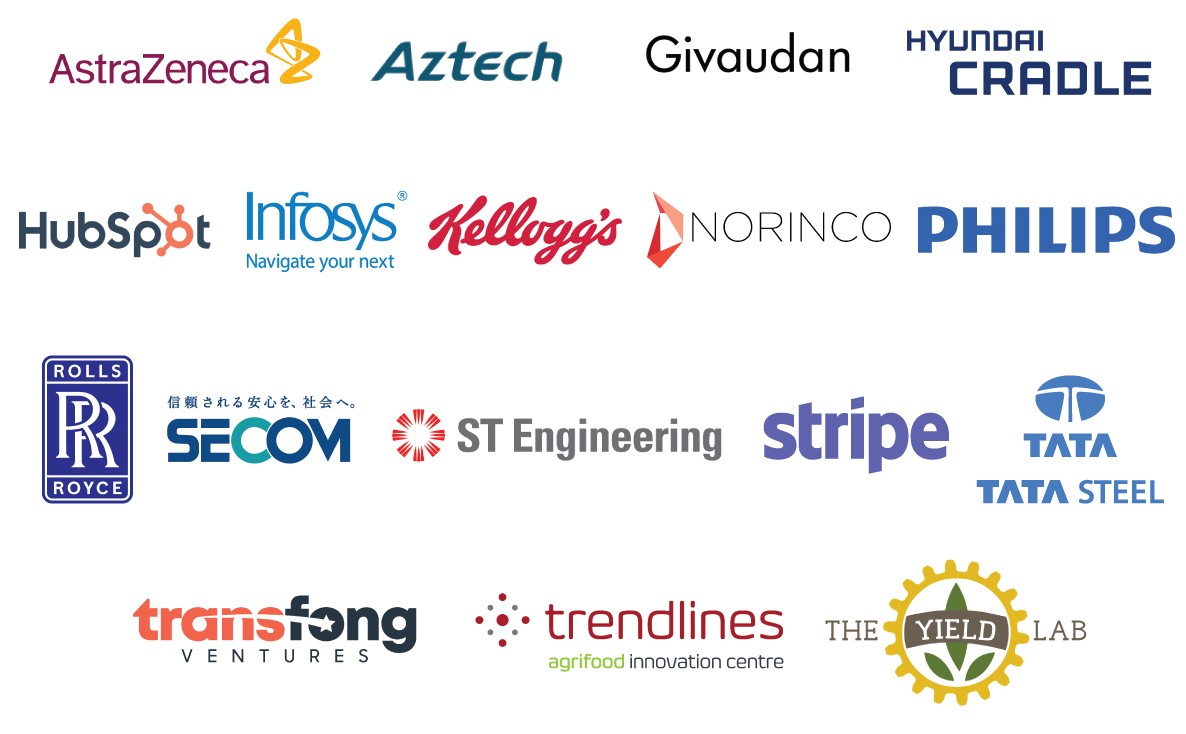 AstraZeneca
Aztech
Givaudan
HYUNDAI
CRADLE
HubSpot
Infosys®
Navigate your next
Kellogg's
NORINCO
PHILIPS
ROLLS
RR
ROYCE
信頼される安心を、社会へ。
SECOM
ST Engineering
stripe
TATA
TATA STEEL
transfong
VENTURES
trendlines
agrifood innovation centre
THE YIELD LAB